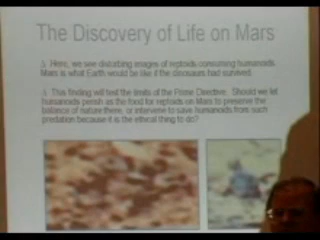 The Discovery of Life on Mars
Here, we see disturbing images of reptoids consuming humanoids.
Mars is what Earth would be like if the dinosaurs had survived.
This finding will test the limits of the Prime Directive. Should we let
humanoids perish as the food for reptoids on Mars to preserve the
balance of nature there, or intervene to save humanoids from such
predation because it is the ethical thing to do?